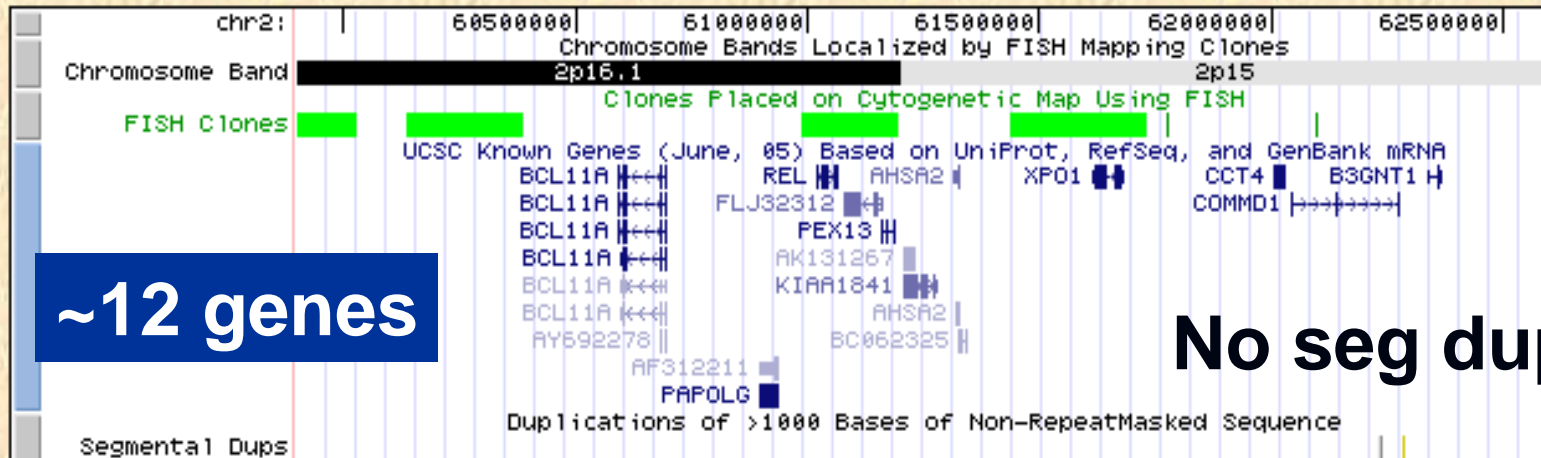 chr2: 60500000| 61000000| 61500000| 62000000| 62500000|
Chromosome Bands Localized by FISH Mapping Clones
Chromosome Band 2p16.1 2p15
Clones Placed on Cytogenetic Map Using FISH
FISH Clones
UCSC Known Genes (June, 05) Based on UniProt, RefSeq, and GenBank mRNA
BCL11A REL AHSA2 XPO1 CCT4 B3GNT1
BCL11A FLJ32312 COMMD1
BCL11A PEX13
BCL11A AK131267
BCL11A KIAA1841
BCL11A AHSA2
AY692278 BC062325
AF312211
PAPOLG
~12 genes
No seg dup
Duplications of >1000 Bases of Non-RepeatMasked Sequence
Segmental Dups